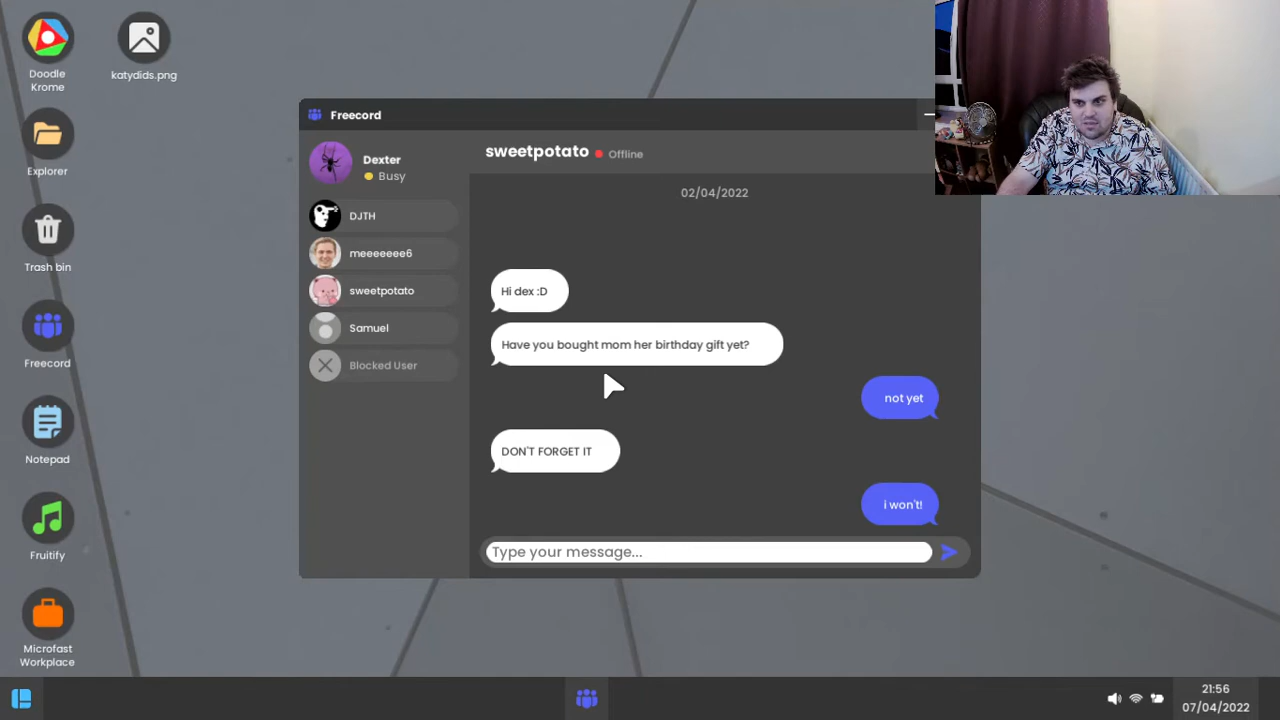 Doodle
Krome
katydids.png
Explorer
Trash bin
Freecord
Notepad
Fruitify
Microfast
Workplace
Freecord
Dexter
Busy
DJTH
meeeeeee6
sweetpotato
Samuel
Blocked User
sweetpotato Offline
02/04/2022
Hi dex :D
Have you bought mom her birthday gift yet?
not yet
DON'T FORGET IT
i won't!
Type your message...
21:56
07/04/2022